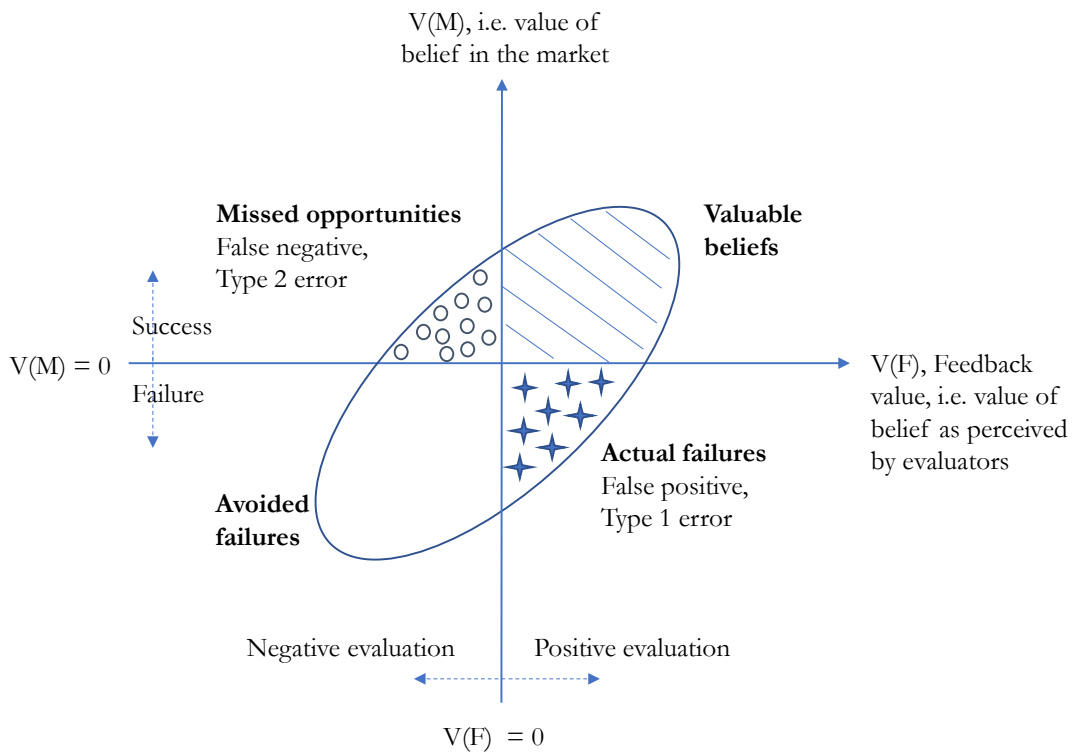 V(M), i.e. value of
belief in the market
Missed opportunities
False negative,
Type 2 error
Valuable
beliefs
Success
V(M) = 0
Failure
V(F), Feedback
value, i.e. value of
belief as perceived
by evaluators
Actual failures
False positive,
Type 1 error
Avoided
failures
Negative evaluation
Positive evaluation
V(F) = 0